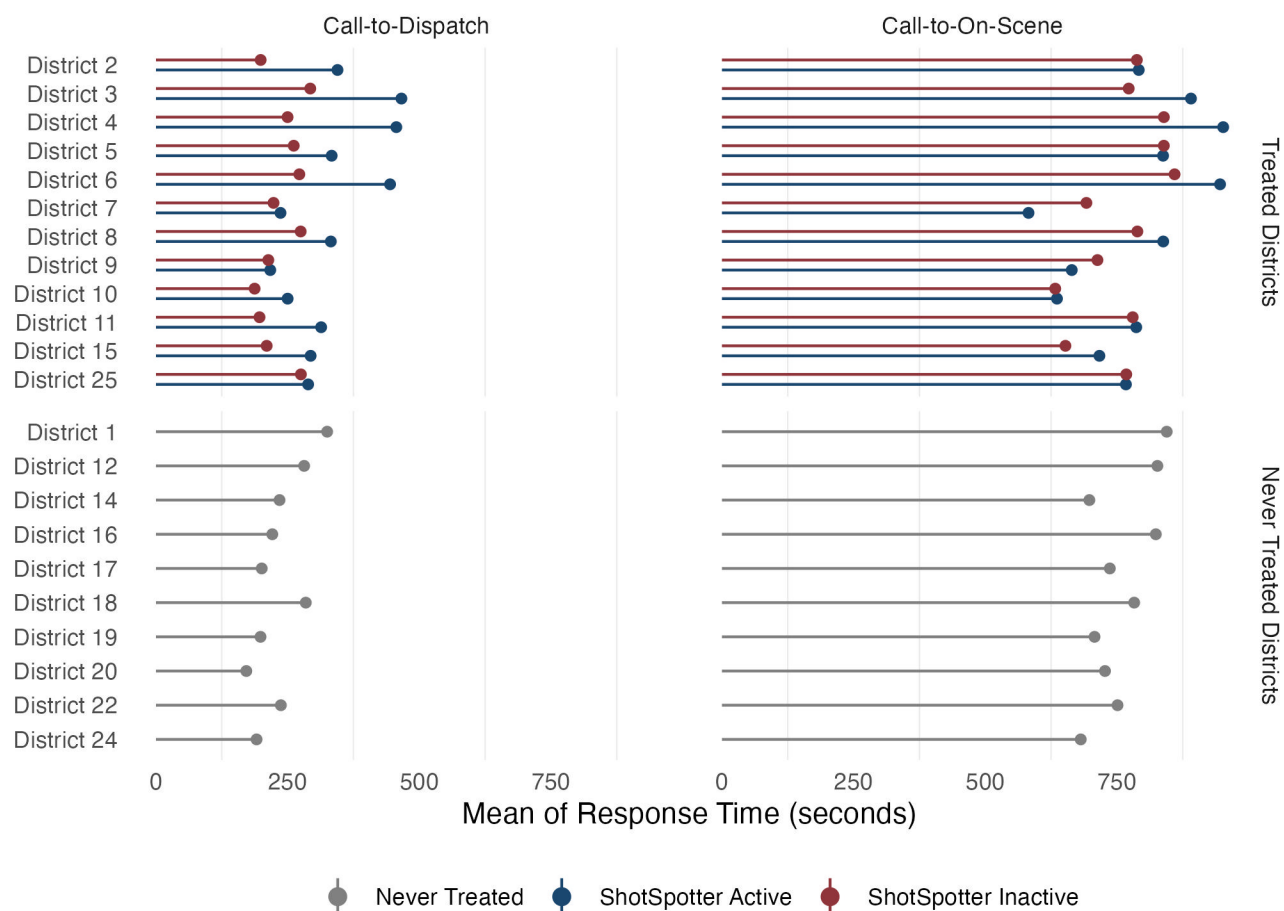 Call-to-Dispatch Call-to-On-Scene
District 2
District 3
District 4
District 5
District 6
District 7
District 8
District 9
District 10
District 11
District 15
District 25
Treated Districts
District 1
District 12
District 14
District 16
District 17
District 18
District 19
District 20
District 22
District 24
Never Treated Districts
0 250 500 750 0 250 500 750
Mean of Response Time (seconds)
Never Treated ShotSpotter Active ShotSpotter Inactive